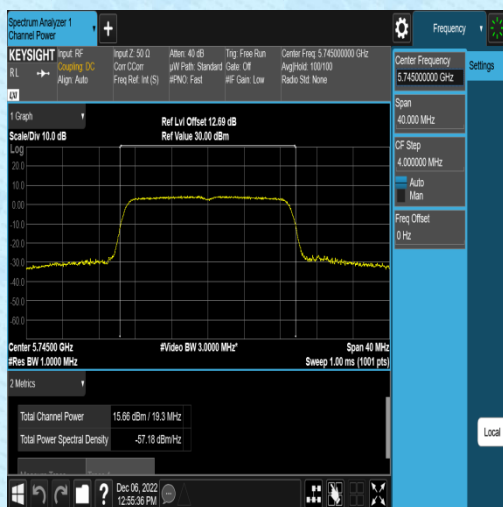 Spectrum Analyzer 1
Channel Power
Frequency
KEYSIGHT
Input: RF
Coupling: DC
Align: Auto
Input Z: 50 Ω
Corr CCorr
Freq Ref: Int (S)
Atten: 40 dB
µW Path: Standard
#PNO: Fast
Trig: Free Run
Gate: Off
#IF Gain: Low
Center Freq: 5.745000000 GHz
Avg|Hold: 100/100
Radio Std: None
R L
Center Frequency
5.745000000 GHz
Settings
Span
40.000 MHz
CF Step
4.000000 MHz
Auto
Man
Freq Offset
0 Hz
1 Graph
Scale/Div 10.0 dB
Ref Lvl Offset 12.69 dB
Ref Value 30.00 dBm
Log
20.0
10.0
0.00
-10.0
-20.0
-30.0
-40.0
-50.0
-60.0
Center 5.74500 GHz
#Video BW 3.0000 MHz*
Span 40 MHz
#Res BW 1.0000 MHz
Sweep 1.00 ms (1001 pts)
2 Metrics
Total Channel Power
15.66 dBm / 19.3 MHz
Total Power Spectral Density
-57.18 dBm/Hz
Local
?
Dec 06, 2022
12:55:36 PM